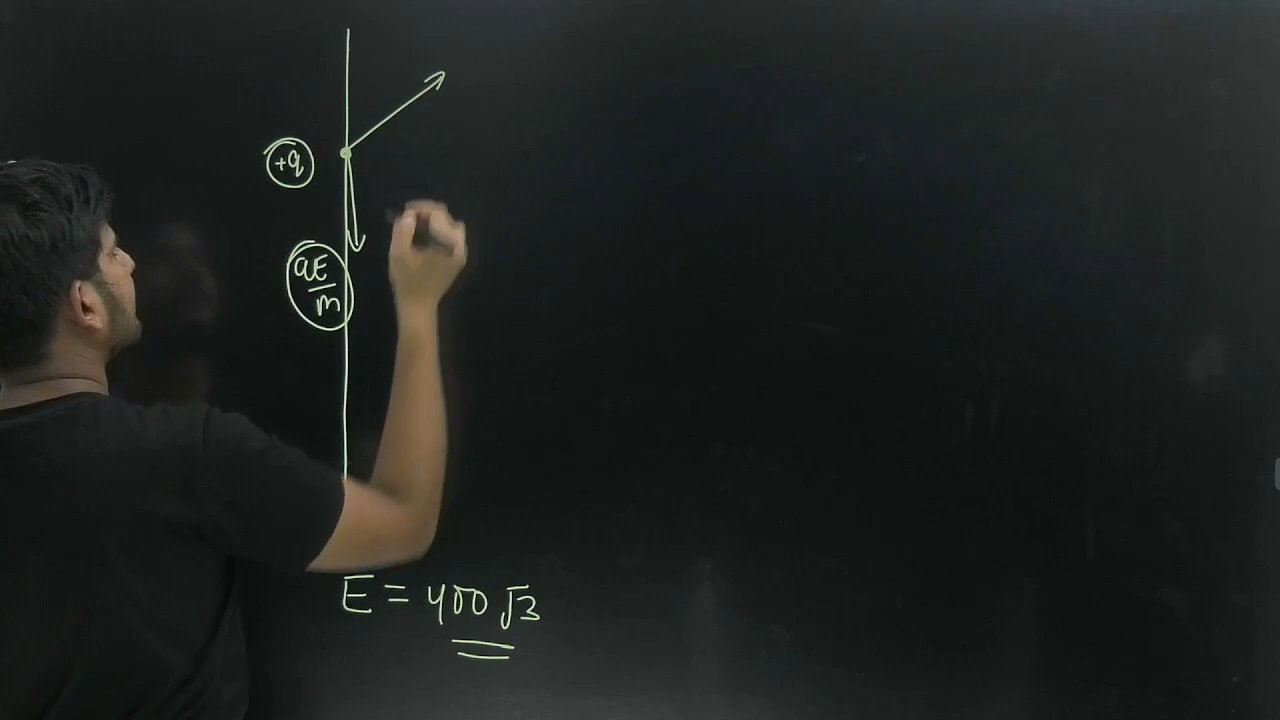 +q
qE
m
E = 400 √3